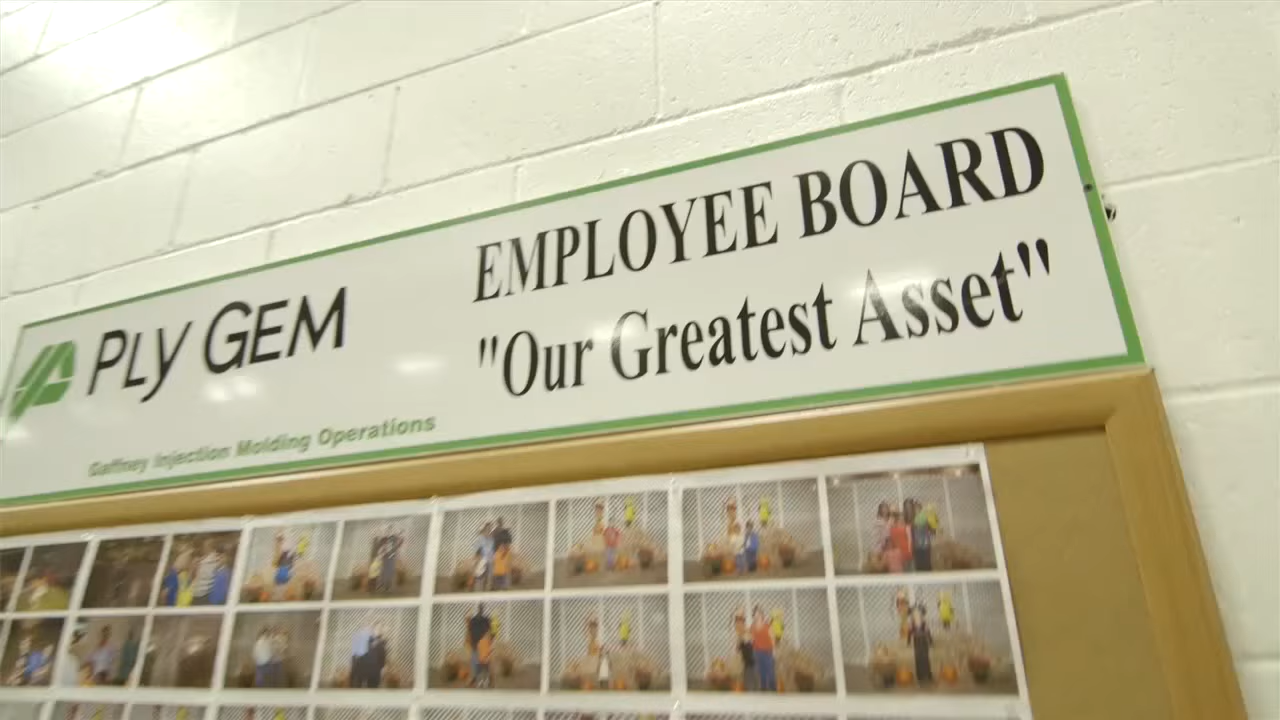 EMPLOYEE BOARD
"Our Greatest Asset"
PLY GEM
Gaffney Injection Molding Operations